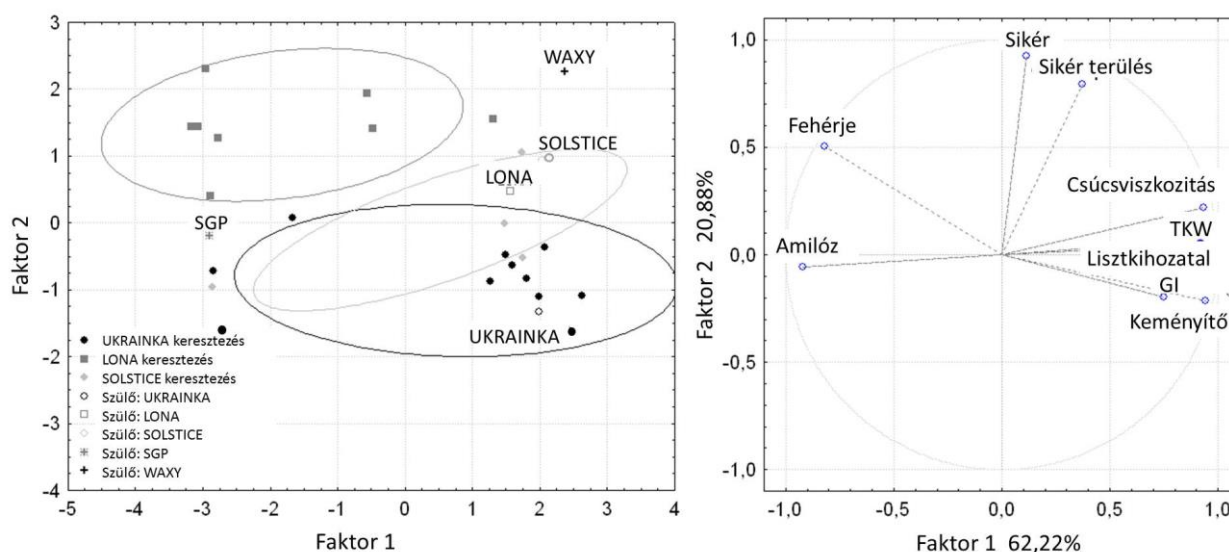 3
2
1
0
-1
-2
-3
-4
Faktor 2
WAXY
SOLSTICE
LONA
SGP
UKRAINKA
UKRAINKA keresztezés
LONA keresztezés
SOLSTICE keresztezés
Szülő: UKRAINKA
Szülő: LONA
Szülő: SOLSTICE
Szülő: SGP
Szülő: WAXY
-5 -4 -3 -2 -1 0 1 2 3 4
Faktor 1
1,0
0,5
0,0
-0,5
-1,0
Faktor 2 20,88%
Sikér
Sikér terülés
Fehérje
Csúcsviszkozitás
TKW
Amilóz
Lisztkihozatal
GI
Keményítő
-1,0 -0,5 0,0 0,5 1,0
Faktor 1 62,22%